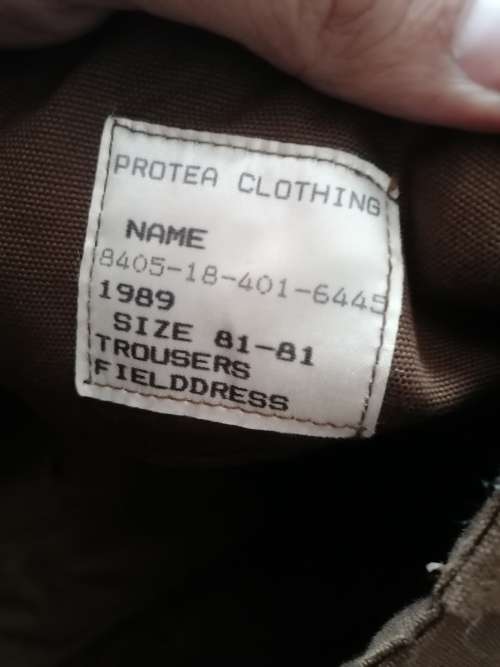 PROTEA CLOTHING
NAME
8405-18-401-6445
1989
SIZE 81-81
TROUSERS
FIELDDRESS